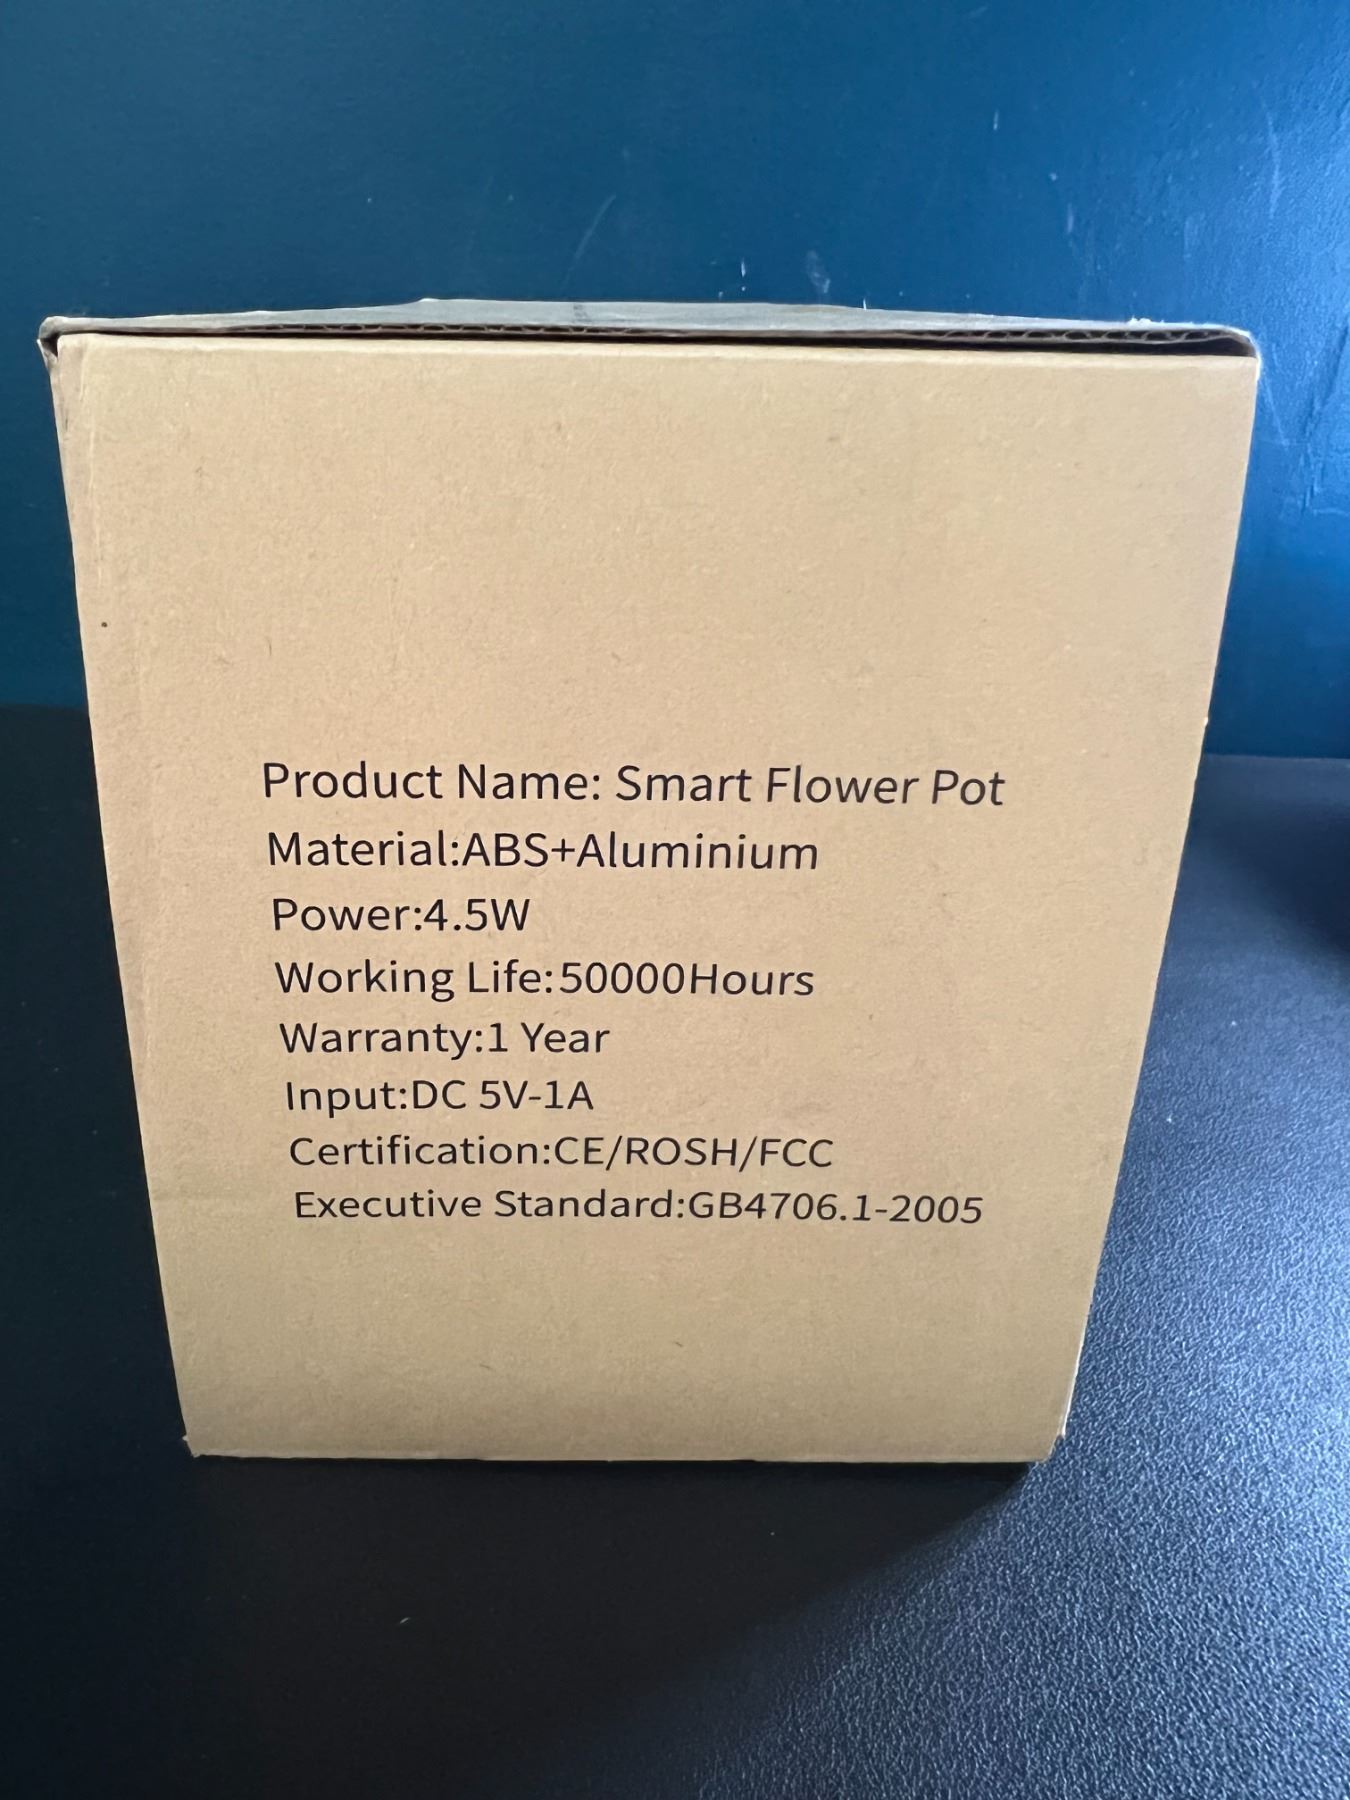 Product Name: Smart Flower Pot
Material:ABS+Aluminium
Power:4.5W
Working Life:50000Hours
Warranty:1 Year
Input:DC 5V-1A
Certification:CE/ROSH/FCC
Executive Standard:GB4706.1-2005